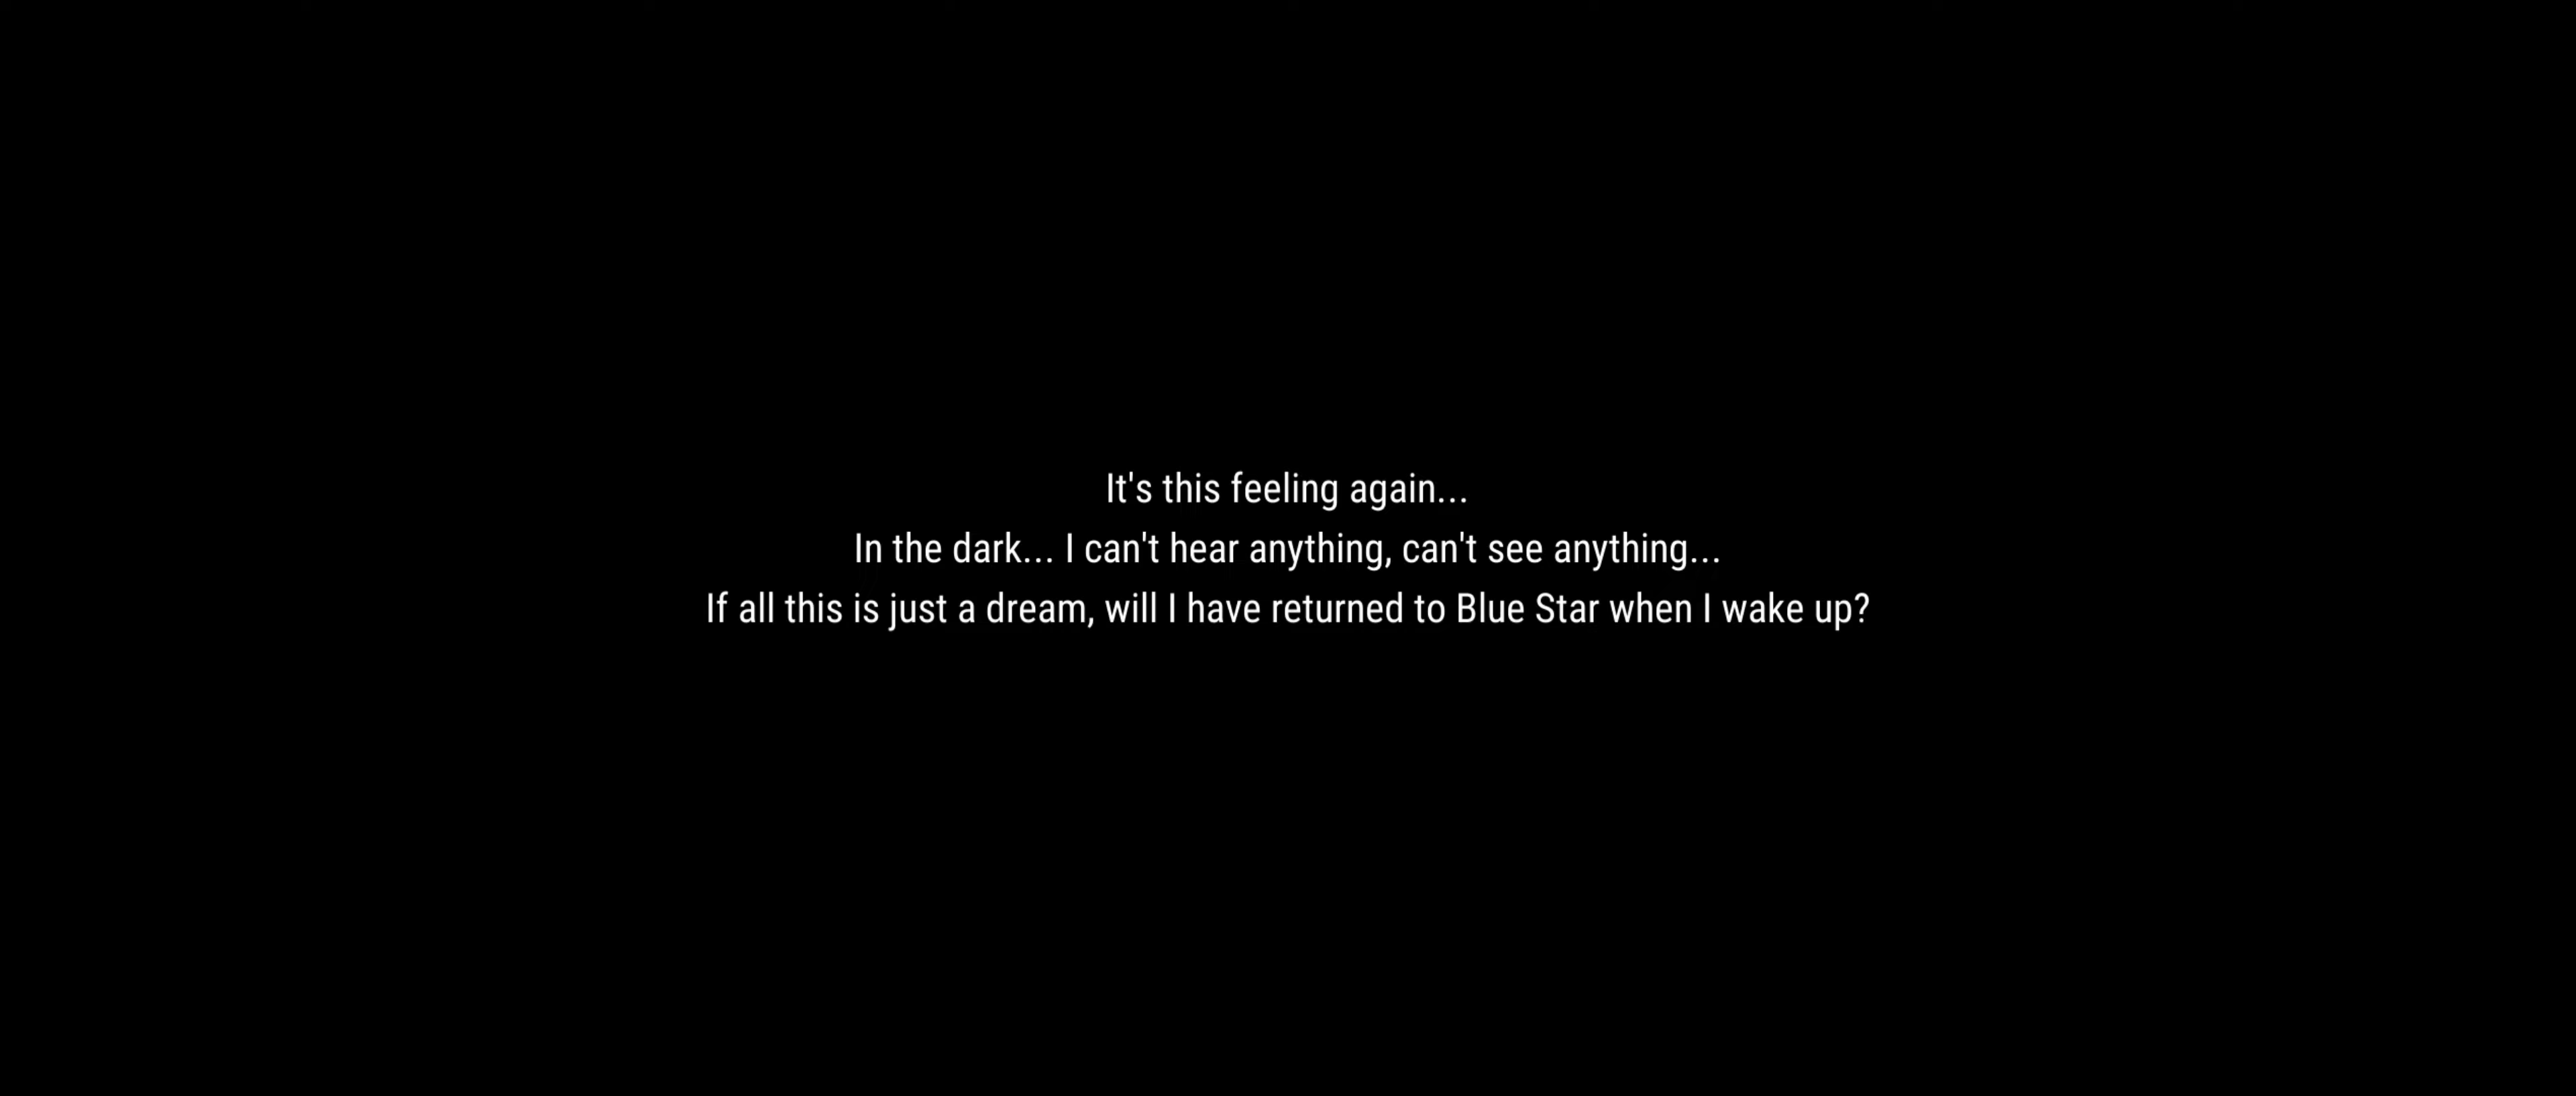 It's this feeling again...
In the dark... I can't hear anything, can't see anything...
If all this is just a dream, will I have returned to Blue Star when I wake up?